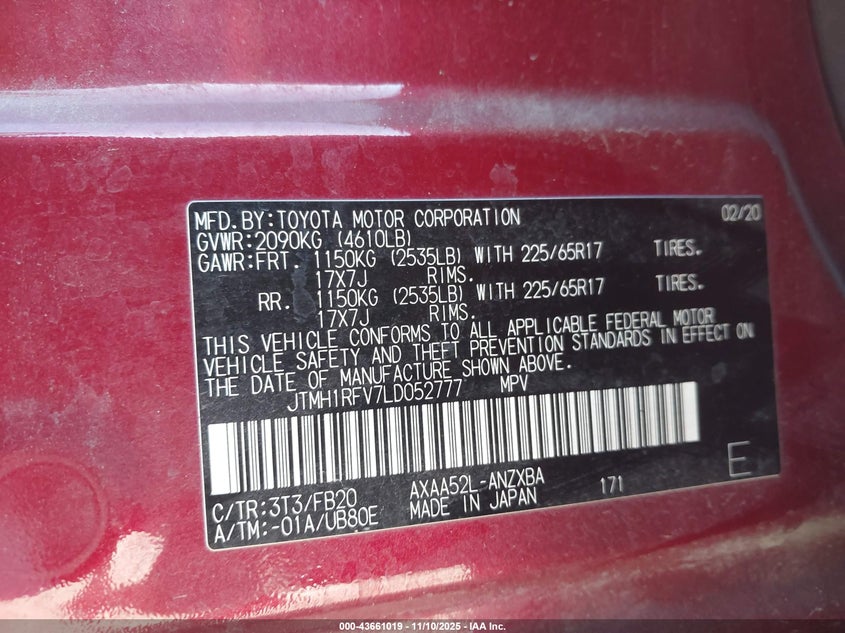 MFD.BY:TOYOTA MOTOR CORPORATION 02/20
GVWR:2090KG (4610LB)
GAWR:FRT. 1150KG (2535LB) WITH 225/65R17 TIRES.
17X7J RIMS.
RR. 1150KG (2535LB) WITH 225/65R17 TIRES.
17X7J RIMS.
THIS VEHICLE CONFORMS TO ALL APPLICABLE FEDERAL MOTOR
VEHICLE SAFETY AND THEFT PREVENTION STANDARDS IN EFFECT ON
THE DATE OF MANUFACTURE SHOWN ABOVE.
JTMH1RFV7LD052777 MPV
E
C/TR:3T3/FB20 AXAA52L-ANZXBA 171
A/TM:-01A/UB80E MADE IN JAPAN
000-43661019 - 11/10/2025 - IAA Inc.